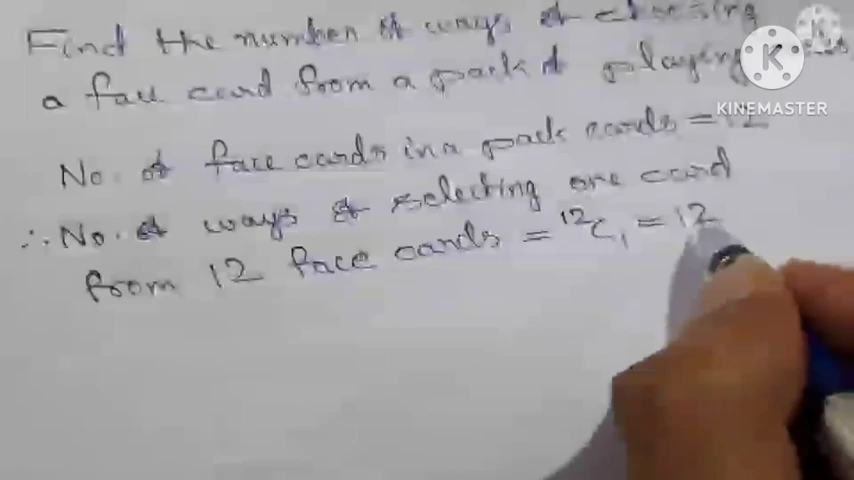 Find the number of ways of choosing
a face card from a pack of playing
No. of face cards in a pack cards = 12
∴ No. of ways of selecting one card
from 12 face cards = ¹²C₁ = 12
KINEMASTER